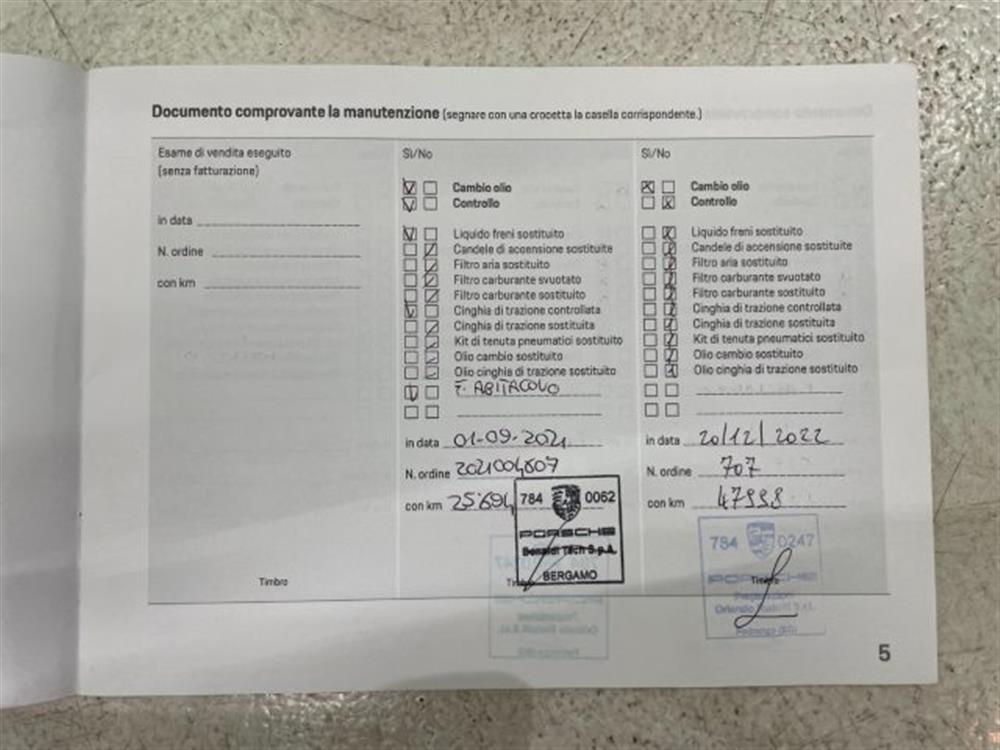 Documento comprovante la manutenzione (segnare con una crocetta la casella corrispondente.)
Esame di vendita eseguito
(senza fatturazione)
in data
N. ordine
con km
Timbro
Sì/No
Cambio olio
Controllo
Liquido freni sostituito
Candele di accensione sostituite
Filtro aria sostituito
Filtro carburante svuotato
Filtro carburante sostituito
Cinghia di trazione controllata
Cinghia di trazione sostituita
Kit di tenuta pneumatici sostituito
Olio cambio sostituito
Olio cinghia di trazione sostituito
F. ABITACOLO
in data 01-09-2021
N. ordine 2021004607
con km 25694
784 0062
PORSCHE
Bonaldi Tech S.p.A.
BERGAMO
Sì/No
Cambio olio
Controllo
Liquido freni sostituito
Candele di accensione sostituite
Filtro aria sostituito
Filtro carburante svuotato
Filtro carburante sostituito
Cinghia di trazione controllata
Cinghia di trazione sostituita
Kit di tenuta pneumatici sostituito
Olio cambio sostituito
Olio cinghia di trazione sostituito
in data 20/12/2022
N. ordine 707
con km 47998
784 0247
PORSCHE
Timbro
Orlando
5